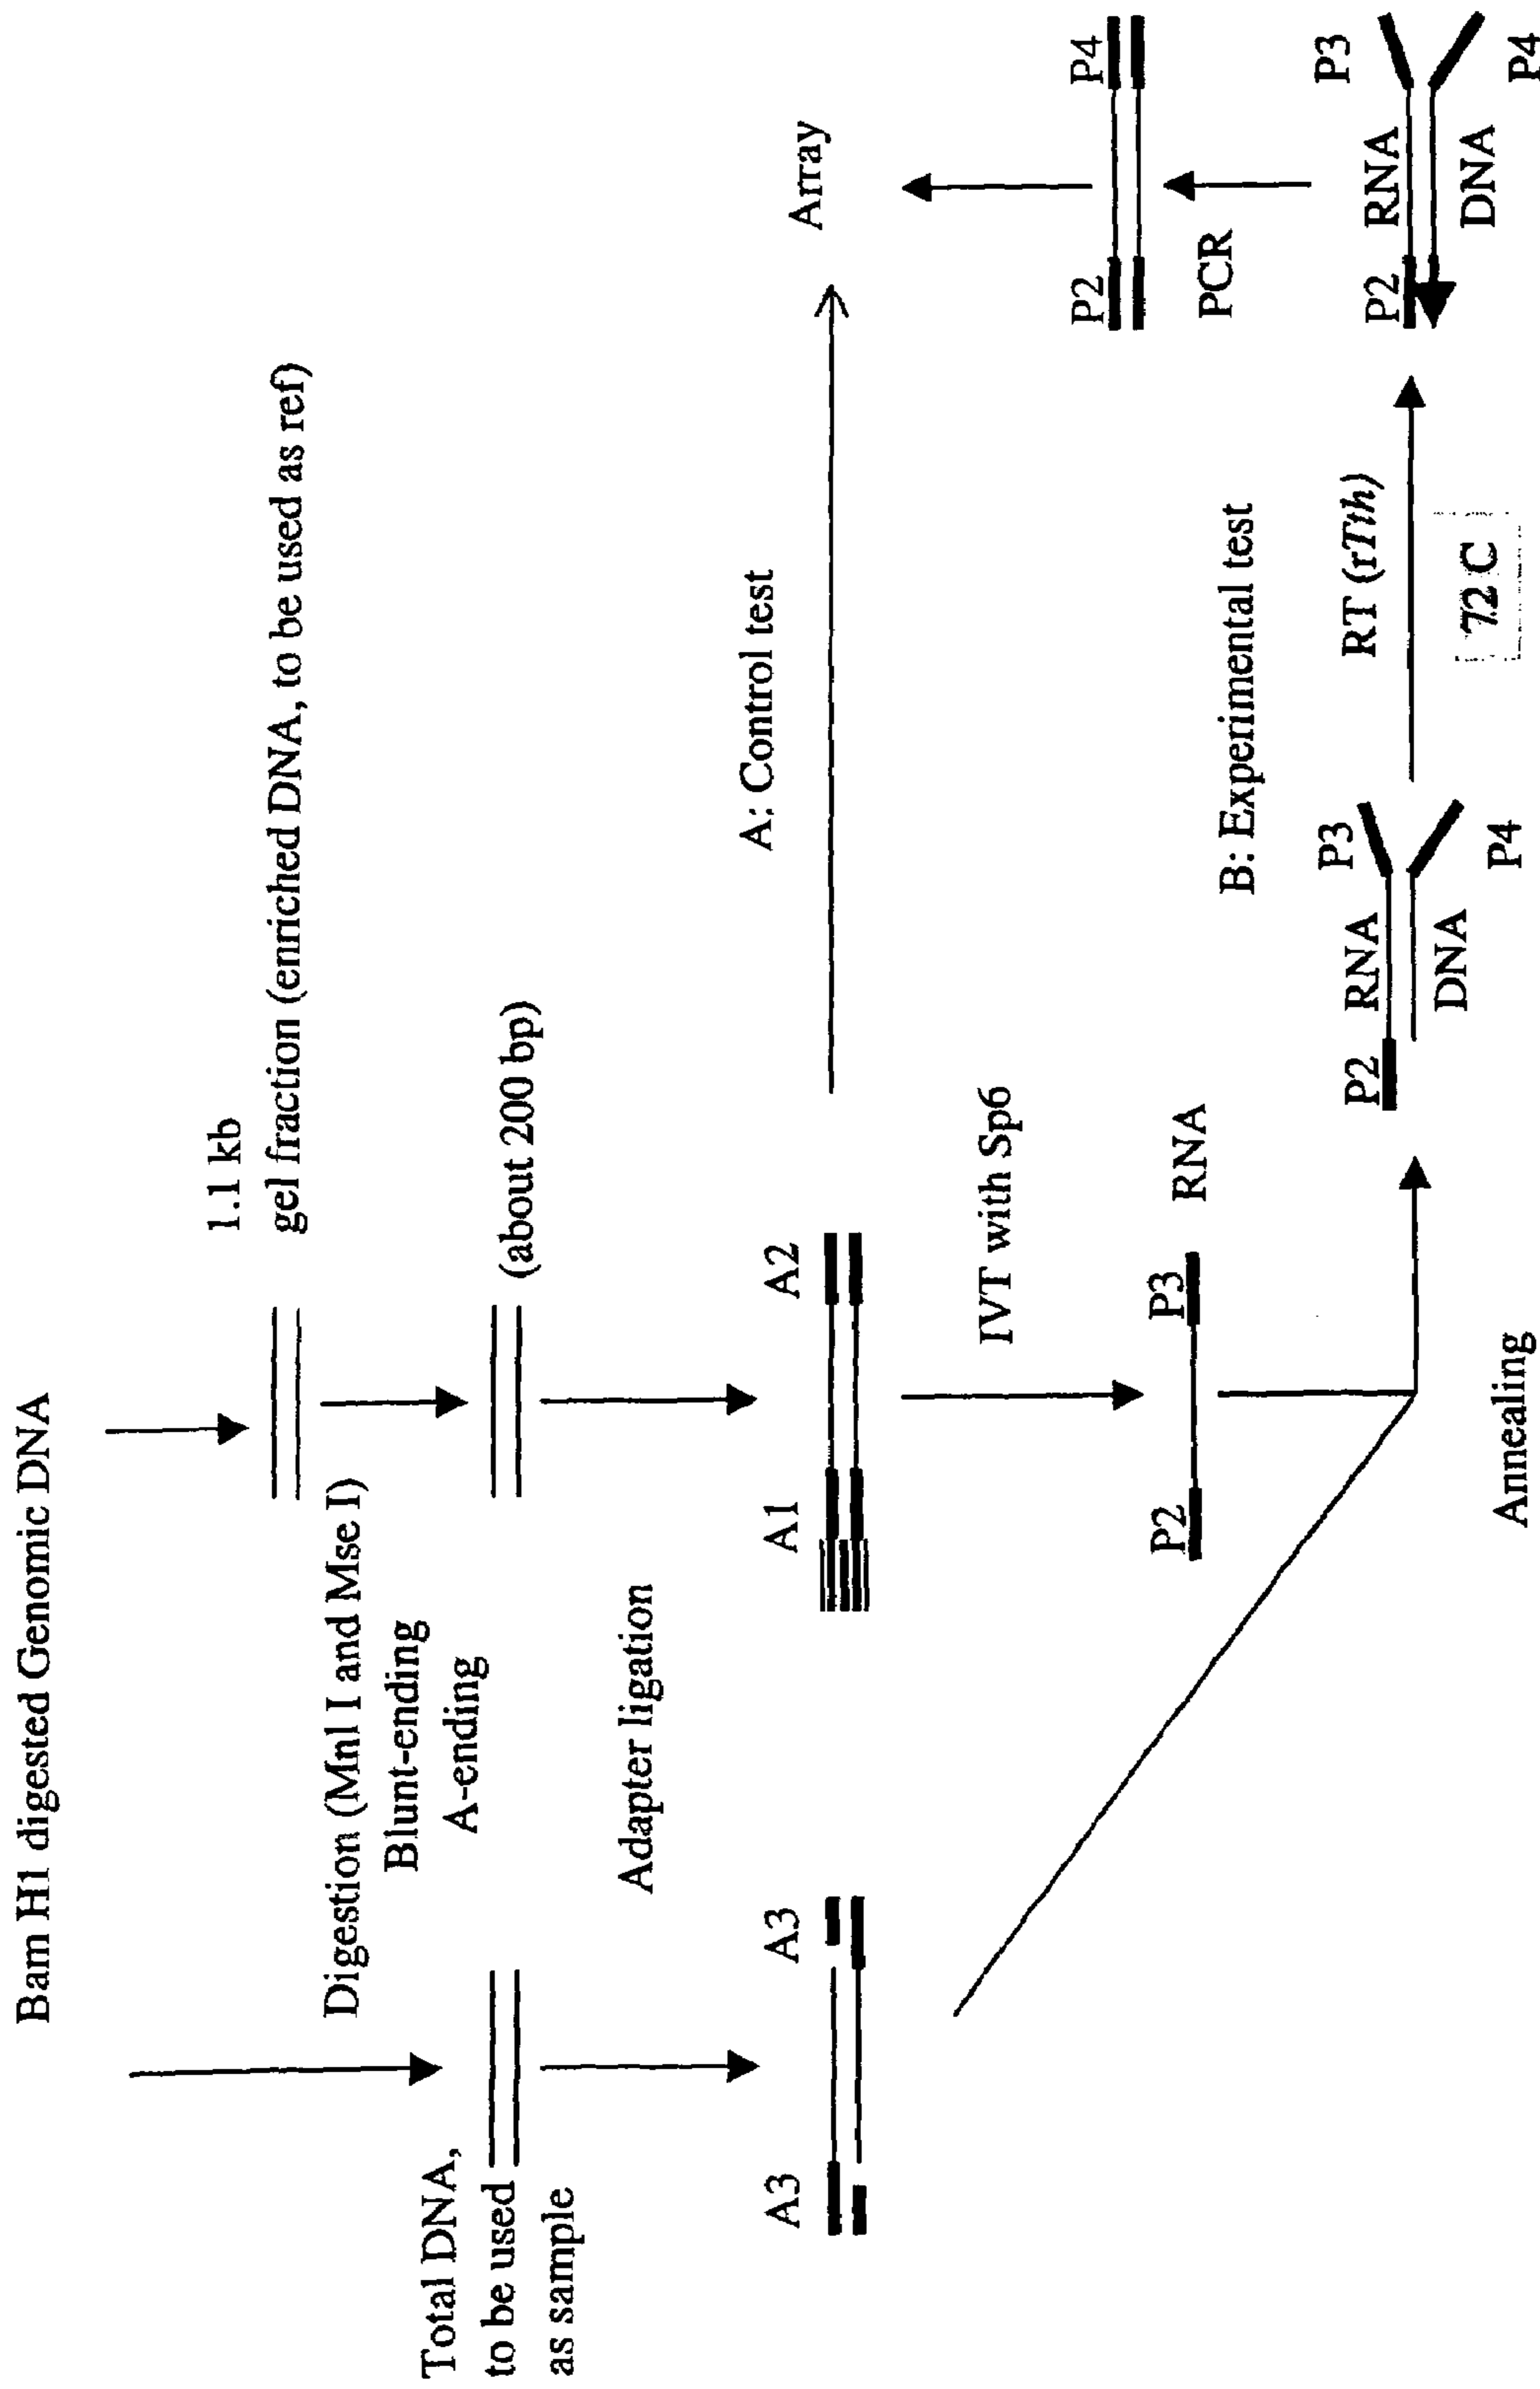 Bam H1 digested Genomic DNA
1.1 kb
gel fraction (enriched DNA, to be used as ref)
Digestion (Mnl I and Mse I)
Blunt-ending
A-ending
Total DNA,
to be used
as sample
(about 200 bp)
Adapter ligation
A3
A3
A1
A2
A: Control test
Array
IVT with Sp6
P2
P3
RNA
P2
P4
PCR
B: Experimental test
Annealing
P2
RNA
P3
DNA
P4
RT (rTth)
72 C
P2
RNA
P3
DNA
P4